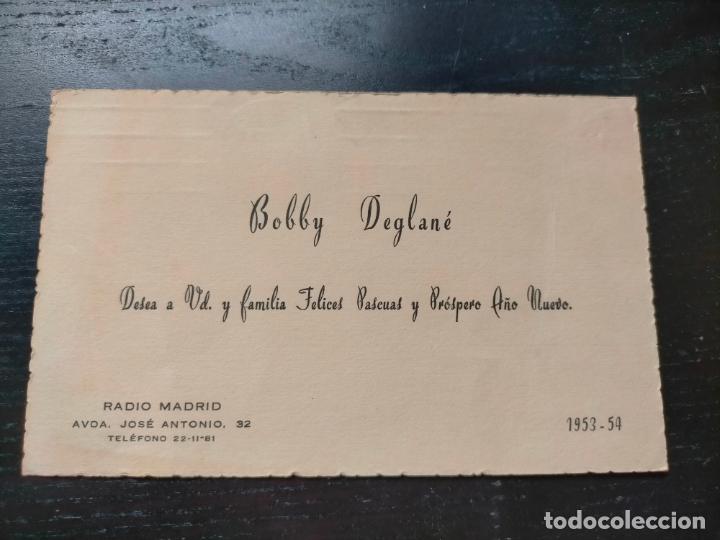 Bobby Deglané
Desea a Vd. y familia Felices Pascuas y Próspero Año Nuevo.
RADIO MADRID
AVDA. JOSÉ ANTONIO, 32
TELÉFONO 22-11-81
1953-54
todocoleccion